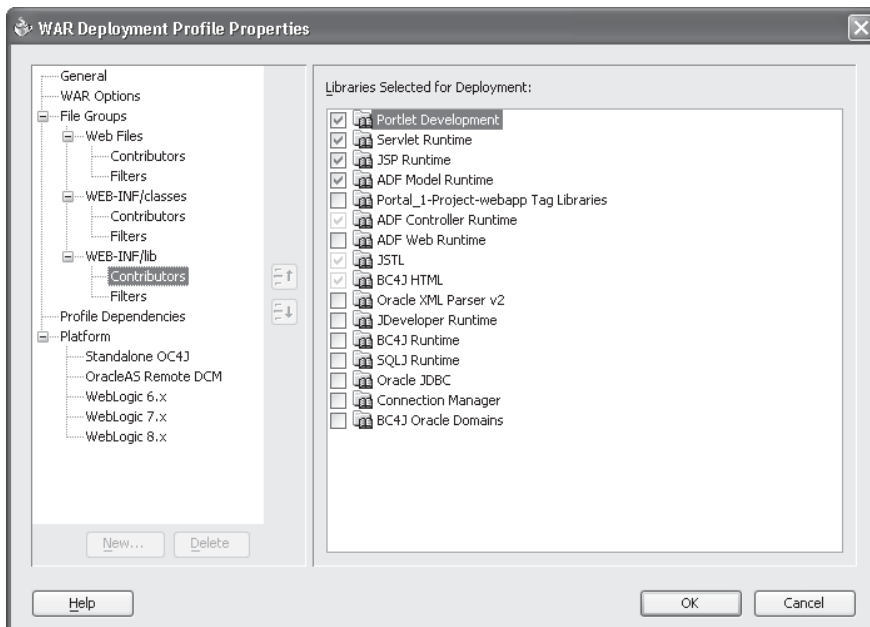 WAR Deployment Profile Properties
General
WAR Options
File Groups
Web Files
Contributors
Filters
WEB-INF/classes
Contributors
Filters
WEB-INF/lib
Contributors
Filters
Profile Dependencies
Platform
Standalone OC4J
OracleAS Remote DCM
WebLogic 6.x
WebLogic 7.x
WebLogic 8.x
New...
Delete
Libraries Selected for Deployment:
Portlet Development
Servlet Runtime
JSP Runtime
ADF Model Runtime
Portal_1-Project-webapp Tag Libraries
ADF Controller Runtime
ADF Web Runtime
JSTL
BC4J HTML
Oracle XML Parser v2
JDeveloper Runtime
BC4J Runtime
SQLJ Runtime
Oracle JDBC
Connection Manager
BC4J Oracle Domains
Help
OK
Cancel